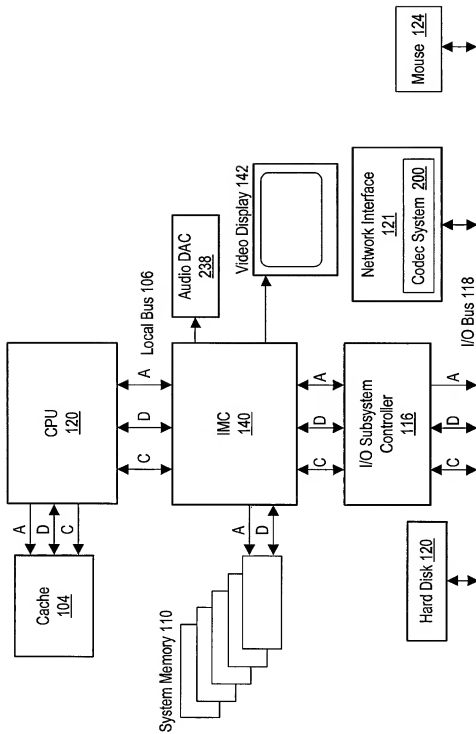 CPU
120
A
D
C
Cache
104
Local Bus 106
C
D
A
Audio DAC
238
IMC
140
Video Display 142
A
D
System Memory 110
C
D
A
I/O Subsystem
Controller
116
Network Interface
121
Codec System 200
Mouse 124
Hard Disk 120
C
D
A
I/O Bus 118